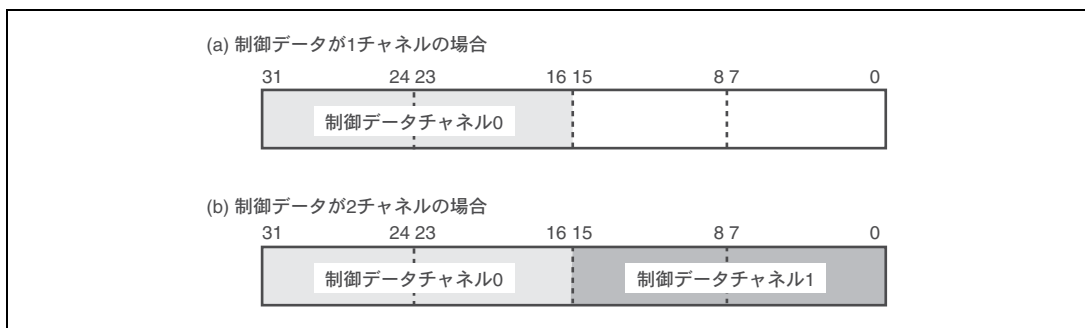 (a) 制御データが1チャネルの場合
31 24 23 16 15 8 7 0
制御データチャネル0
(b) 制御データが2チャネルの場合
31 24 23 16 15 8 7 0
制御データチャネル0 制御データチャネル1